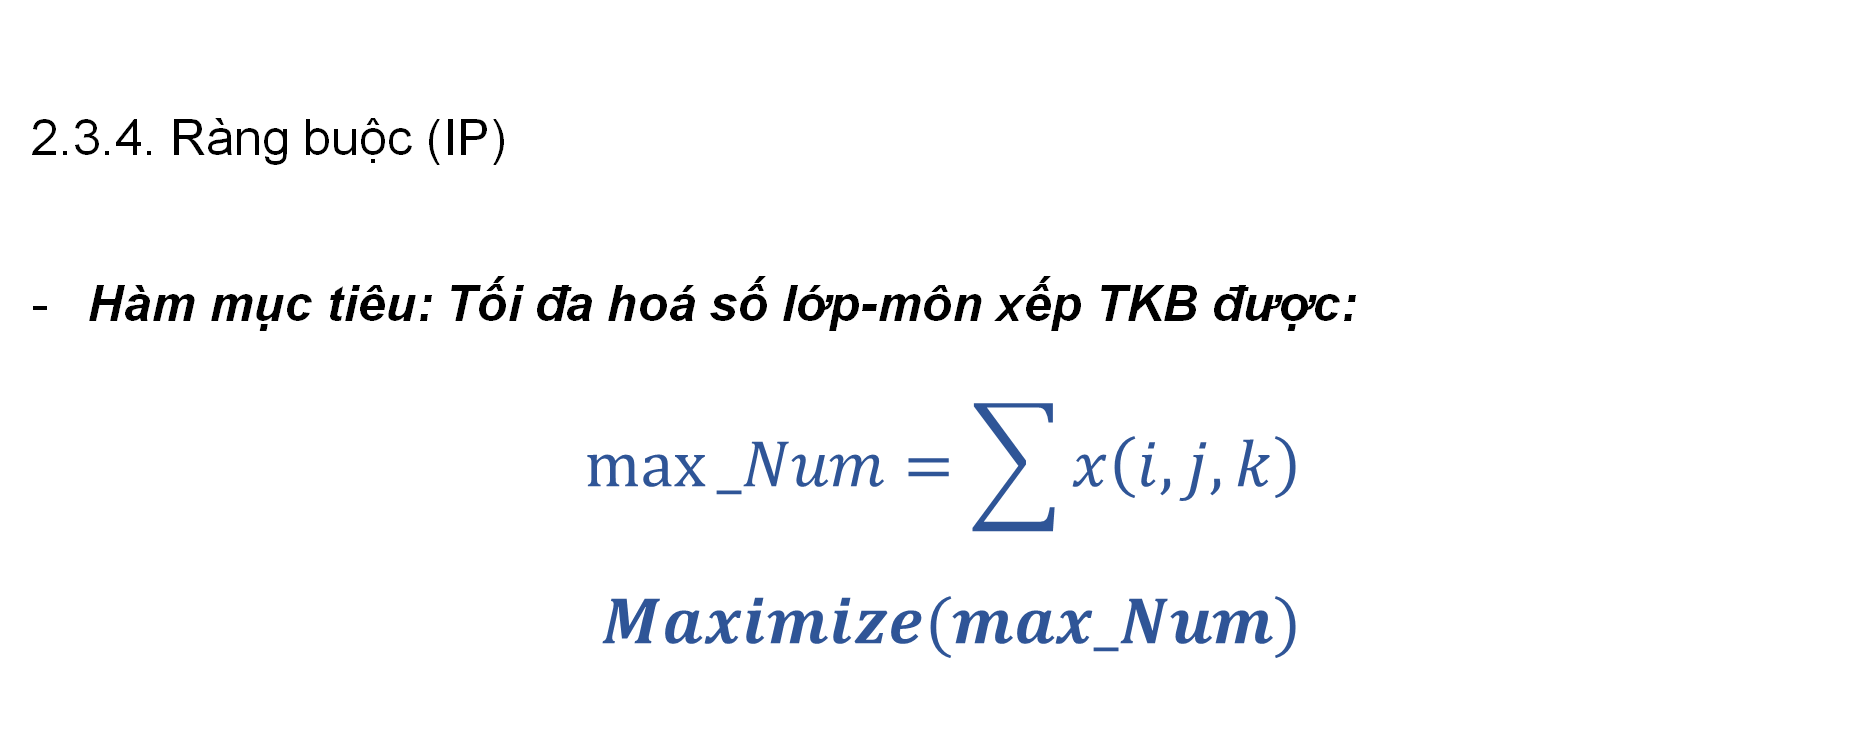 2.3.4. Ràng buộc (IP)
- Hàm mục tiêu: Tối đa hoá số lớp-môn xếp TKB được:
max_Num = ∑ x(i, j, k)
Maximize(max_Num)